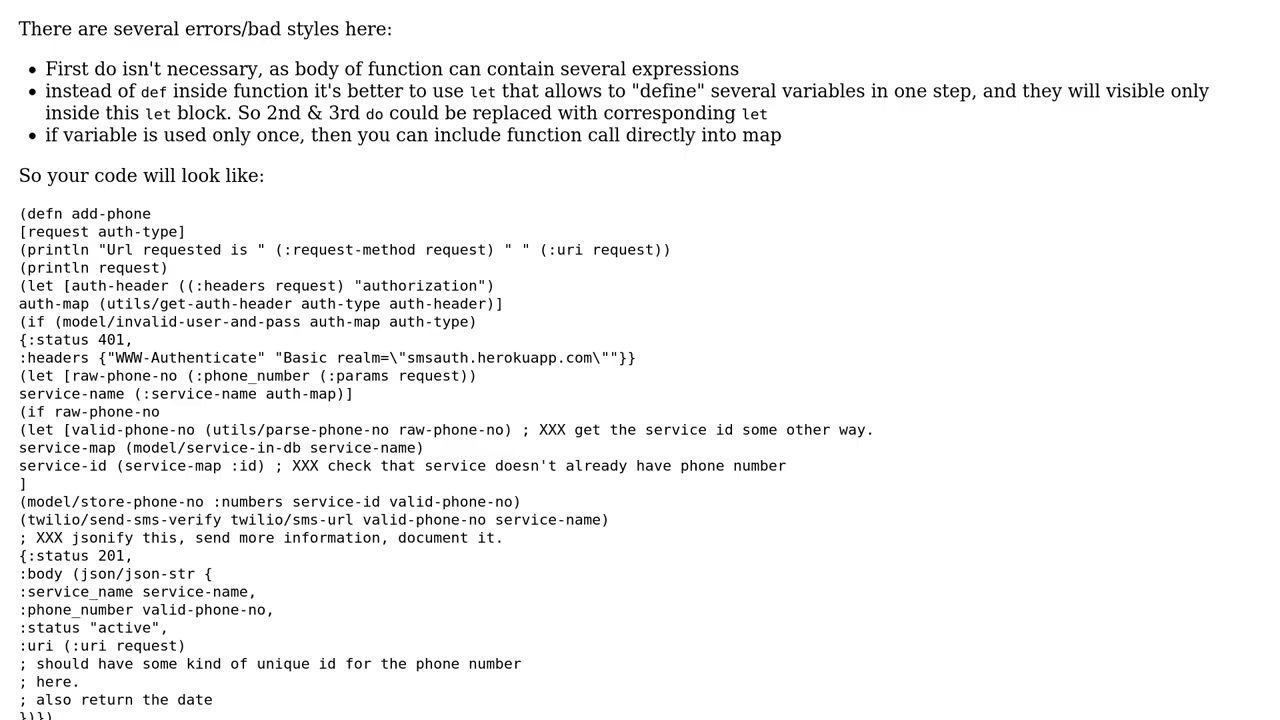 There are several errors/bad styles here:
• First do isn't necessary, as body of function can contain several expressions
• instead of def inside function it's better to use let that allows to "define" several variables in one step, and they will visible only
inside this let block. So 2nd & 3rd do could be replaced with corresponding let
• if variable is used only once, then you can include function call directly into map
So your code will look like:
(defn add-phone
[request auth-type]
(println "Url requested is " (:request-method request) " " (:uri request))
(println request)
(let [auth-header ((:headers request) "authorization")
auth-map (utils/get-auth-header auth-type auth-header)]
(if (model/invalid-user-and-pass auth-map auth-type)
{:status 401,
:headers {"WWW-Authenticate" "Basic realm=\"smsauth.herokuapp.com\""}}
(let [raw-phone-no (:phone_number (:params request))
service-name (:service-name auth-map)]
(if raw-phone-no
(let [valid-phone-no (utils/parse-phone-no raw-phone-no) ; XXX get the service id some other way.
service-map (model/service-in-db service-name)
service-id (service-map :id) ; XXX check that service doesn't already have phone number
]
(model/store-phone-no :numbers service-id valid-phone-no)
(twilio/send-sms-verify twilio/sms-url valid-phone-no service-name)
; XXX jsonify this, send more information, document it.
{:status 201,
:body (json/json-str {
:service_name service-name,
:phone_number valid-phone-no,
:status "active",
:uri (:uri request)
; should have some kind of unique id for the phone number
; here.
; also return the date
})})